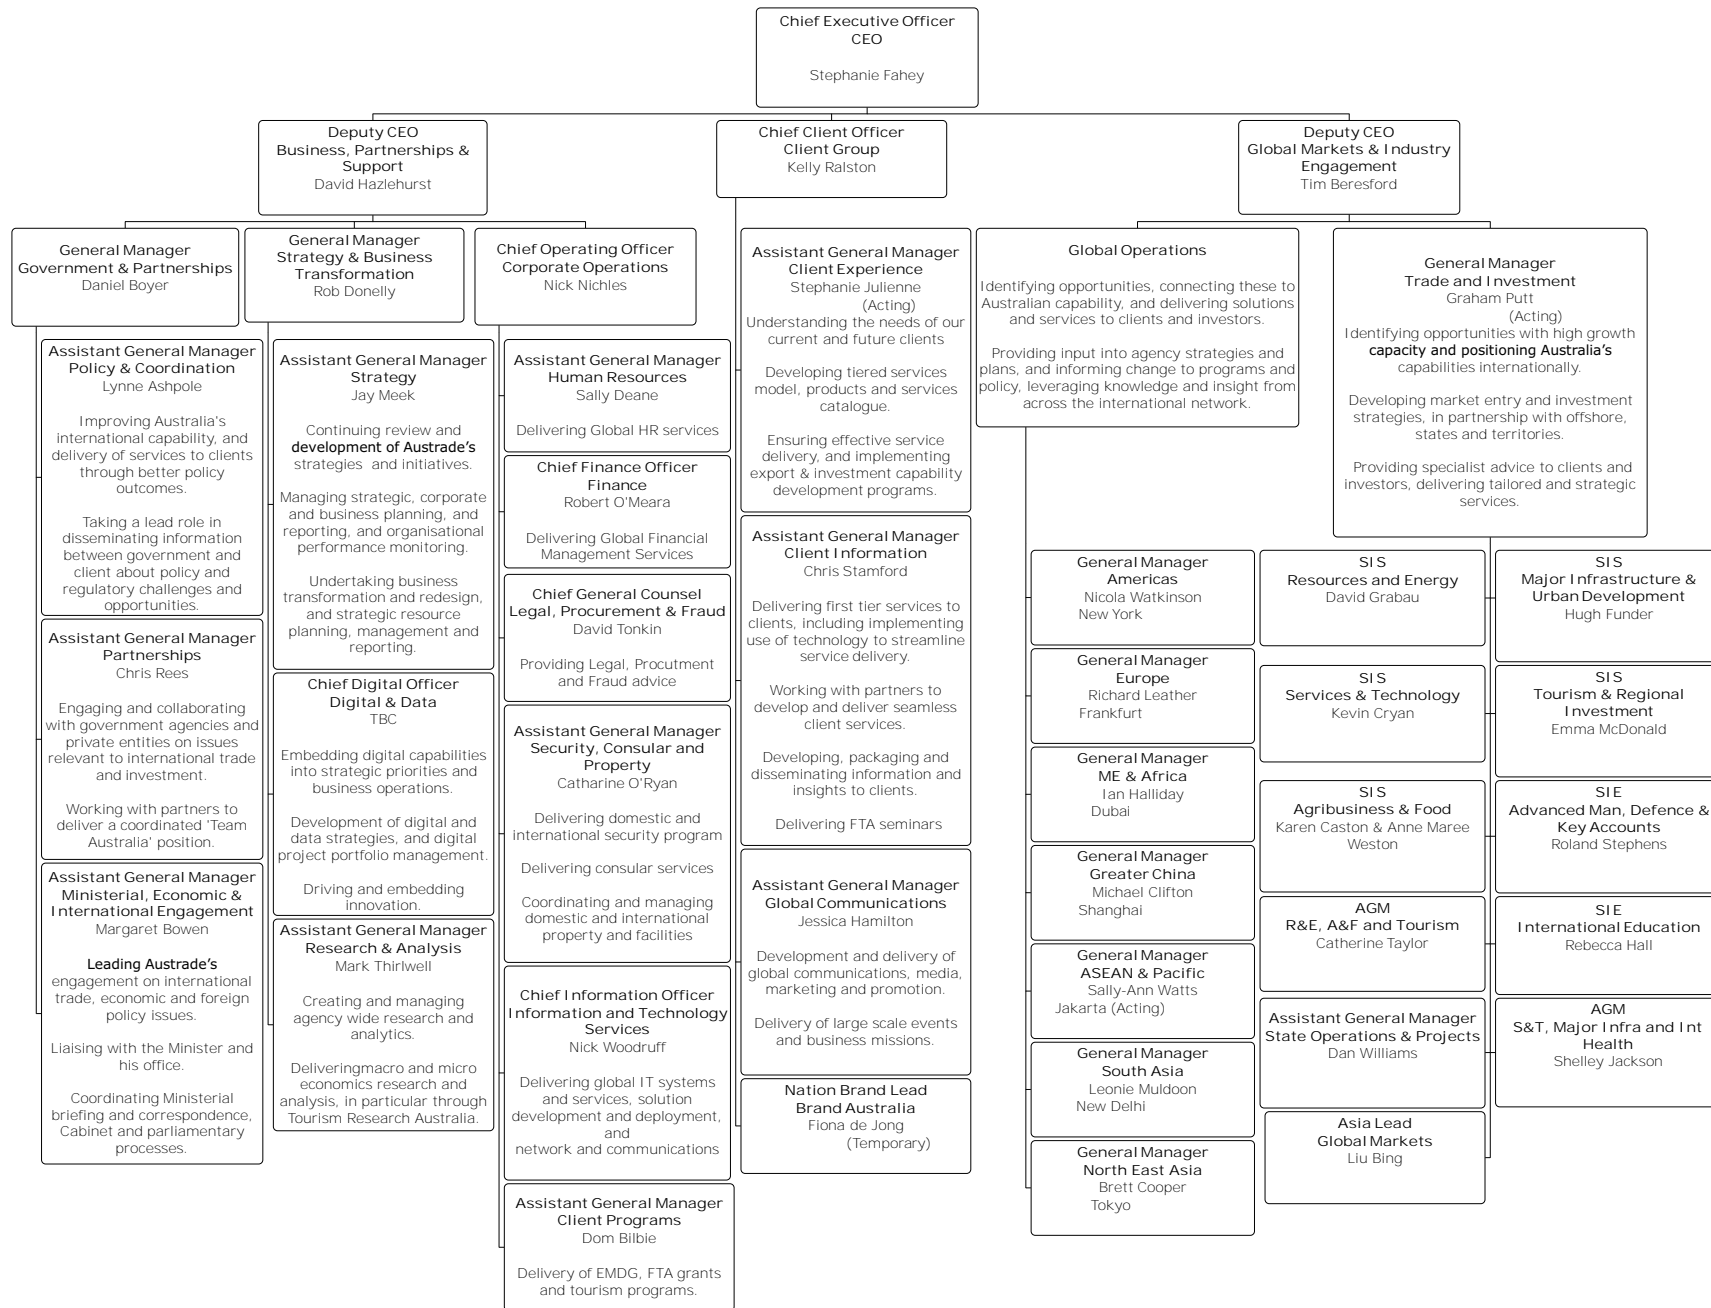 Chief Executive Officer
CEO
Stephanie Fahey
Deputy CEO
Business, Partnerships &
Support
David Hazlehurst
Chief Client Officer
Client Group
Kelly Ralston
Deputy CEO
Global Markets & Industry
Engagement
Tim Beresford
General Manager
Government & Partnerships
Daniel Boyer
Assistant General Manager
Policy & Coordination
Lynne Ashpole
Improving Australia's
international capability, and
delivery of services to clients
through better policy
outcomes.
Taking a lead role in
disseminating information
between government and
client about policy and
regulatory challenges and
opportunities.
Assistant General Manager
Partnerships
Chris Rees
Engaging and collaborating
with government agencies and
private entities on issues
relevant to international trade
and investment.
Working with partners to
deliver a coordinated 'Team
Australia' position.
Assistant General Manager
Ministerial, Economic &
International Engagement
Margaret Bowen
Leading Austrade’s
engagement on international
trade, economic and foreign
policy issues.
Liaising with the Minister and
his office.
Coordinating Ministerial
briefing and correspondence,
Cabinet and parliamentary
processes.
General Manager
Strategy & Business
Transformation
Rob Donelly
Assistant General Manager
Strategy
Jay Meek
Continuing review and
development of Austrade’s
strategies and initiatives.
Managing strategic, corporate
and business planning, and
reporting, and organisational
performance monitoring.
Undertaking business
transformation and redesign,
and strategic resource
planning, management and
reporting.
Chief Digital Officer
Digital & Data
TBC
Embedding digital capabilities
into strategic priorities and
business operations.
Development of digital and
data strategies, and digital
project portfolio management.
Driving and embedding
innovation.
Assistant General Manager
Research & Analysis
Mark Thirlwell
Creating and managing
agency wide research and
analytics.
Deliveringmacro and micro
economics research and
analysis, in particular through
Tourism Research Australia.
Chief Operating Officer
Corporate Operations
Nick Nichles
Assistant General Manager
Human Resources
Sally Deane
Delivering Global HR services
Chief Finance Officer
Finance
Robert O'Meara
Delivering Global Financial
Management Services
Chief General Counsel
Legal, Procurement & Fraud
David Tonkin
Providing Legal, Procutment
and Fraud advice
Assistant General Manager
Security, Consular and
Property
Catharine O'Ryan
Delivering domestic and
international security program
Delivering consular services
Coordinating and managing
domestic and international
property and facilities
Chief Information Officer
Information and Technology
Services
Nick Woodruff
Delivering global IT systems
and services, solution
development and deployment,
and
network and communications
Assistant General Manager
Client Programs
Dom Bilbie
Delivery of EMDG, FTA grants
and tourism programs.
Assistant General Manager
Client Experience
Stephanie Julienne
(Acting)
Understanding the needs of our
current and future clients
Developing tiered services
model, products and services
catalogue.
Ensuring effective service
delivery, and implementing
export & investment capability
development programs.
Assistant General Manager
Client Information
Chris Stamford
Delivering first tier services to
clients, including implementing
use of technology to streamline
service delivery.
Working with partners to
develop and deliver seamless
client services.
Developing, packaging and
disseminating information and
insights to clients.
Delivering FTA seminars
Assistant General Manager
Global Communications
Jessica Hamilton
Development and delivery of
global communications, media,
marketing and promotion.
Delivery of large scale events
and business missions.
Nation Brand Lead
Brand Australia
Fiona de Jong
(Temporary)
Global Operations
Identifying opportunities, connecting these to
Australian capability, and delivering solutions
and services to clients and investors.
Providing input into agency strategies and
plans, and informing change to programs and
policy, leveraging knowledge and insight from
across the international network.
General Manager
Americas
Nicola Watkinson
New York
General Manager
Europe
Richard Leather
Frankfurt
General Manager
ME & Africa
Ian Halliday
Dubai
General Manager
Greater China
Michael Clifton
Shanghai
General Manager
ASEAN & Pacific
Sally-Ann Watts
Jakarta (Acting)
General Manager
South Asia
Leonie Muldoon
New Delhi
General Manager
North East Asia
Brett Cooper
Tokyo
General Manager
Trade and Investment
Graham Putt
(Acting)
Identifying opportunities with high growth
capacity and positioning Australia’s
capabilities internationally.
Developing market entry and investment
strategies, in partnership with offshore,
states and territories.
Providing specialist advice to clients and
investors, delivering tailored and strategic
services.
SIS
Resources and Energy
David Grabau
SIS
Services & Technology
Kevin Cryan
SIS
Agribusiness & Food
Karen Caston & Anne Maree
Weston
AGM
R&E, A&F and Tourism
Catherine Taylor
Assistant General Manager
State Operations & Projects
Dan Williams
Asia Lead
Global Markets
Liu Bing
SIS
Major Infrastructure &
Urban Development
Hugh Funder
SIS
Tourism & Regional
Investment
Emma McDonald
SIE
Advanced Man, Defence &
Key Accounts
Roland Stephens
SIE
International Education
Rebecca Hall
AGM
S&T, Major Infra and Int
Health
Shelley Jackson